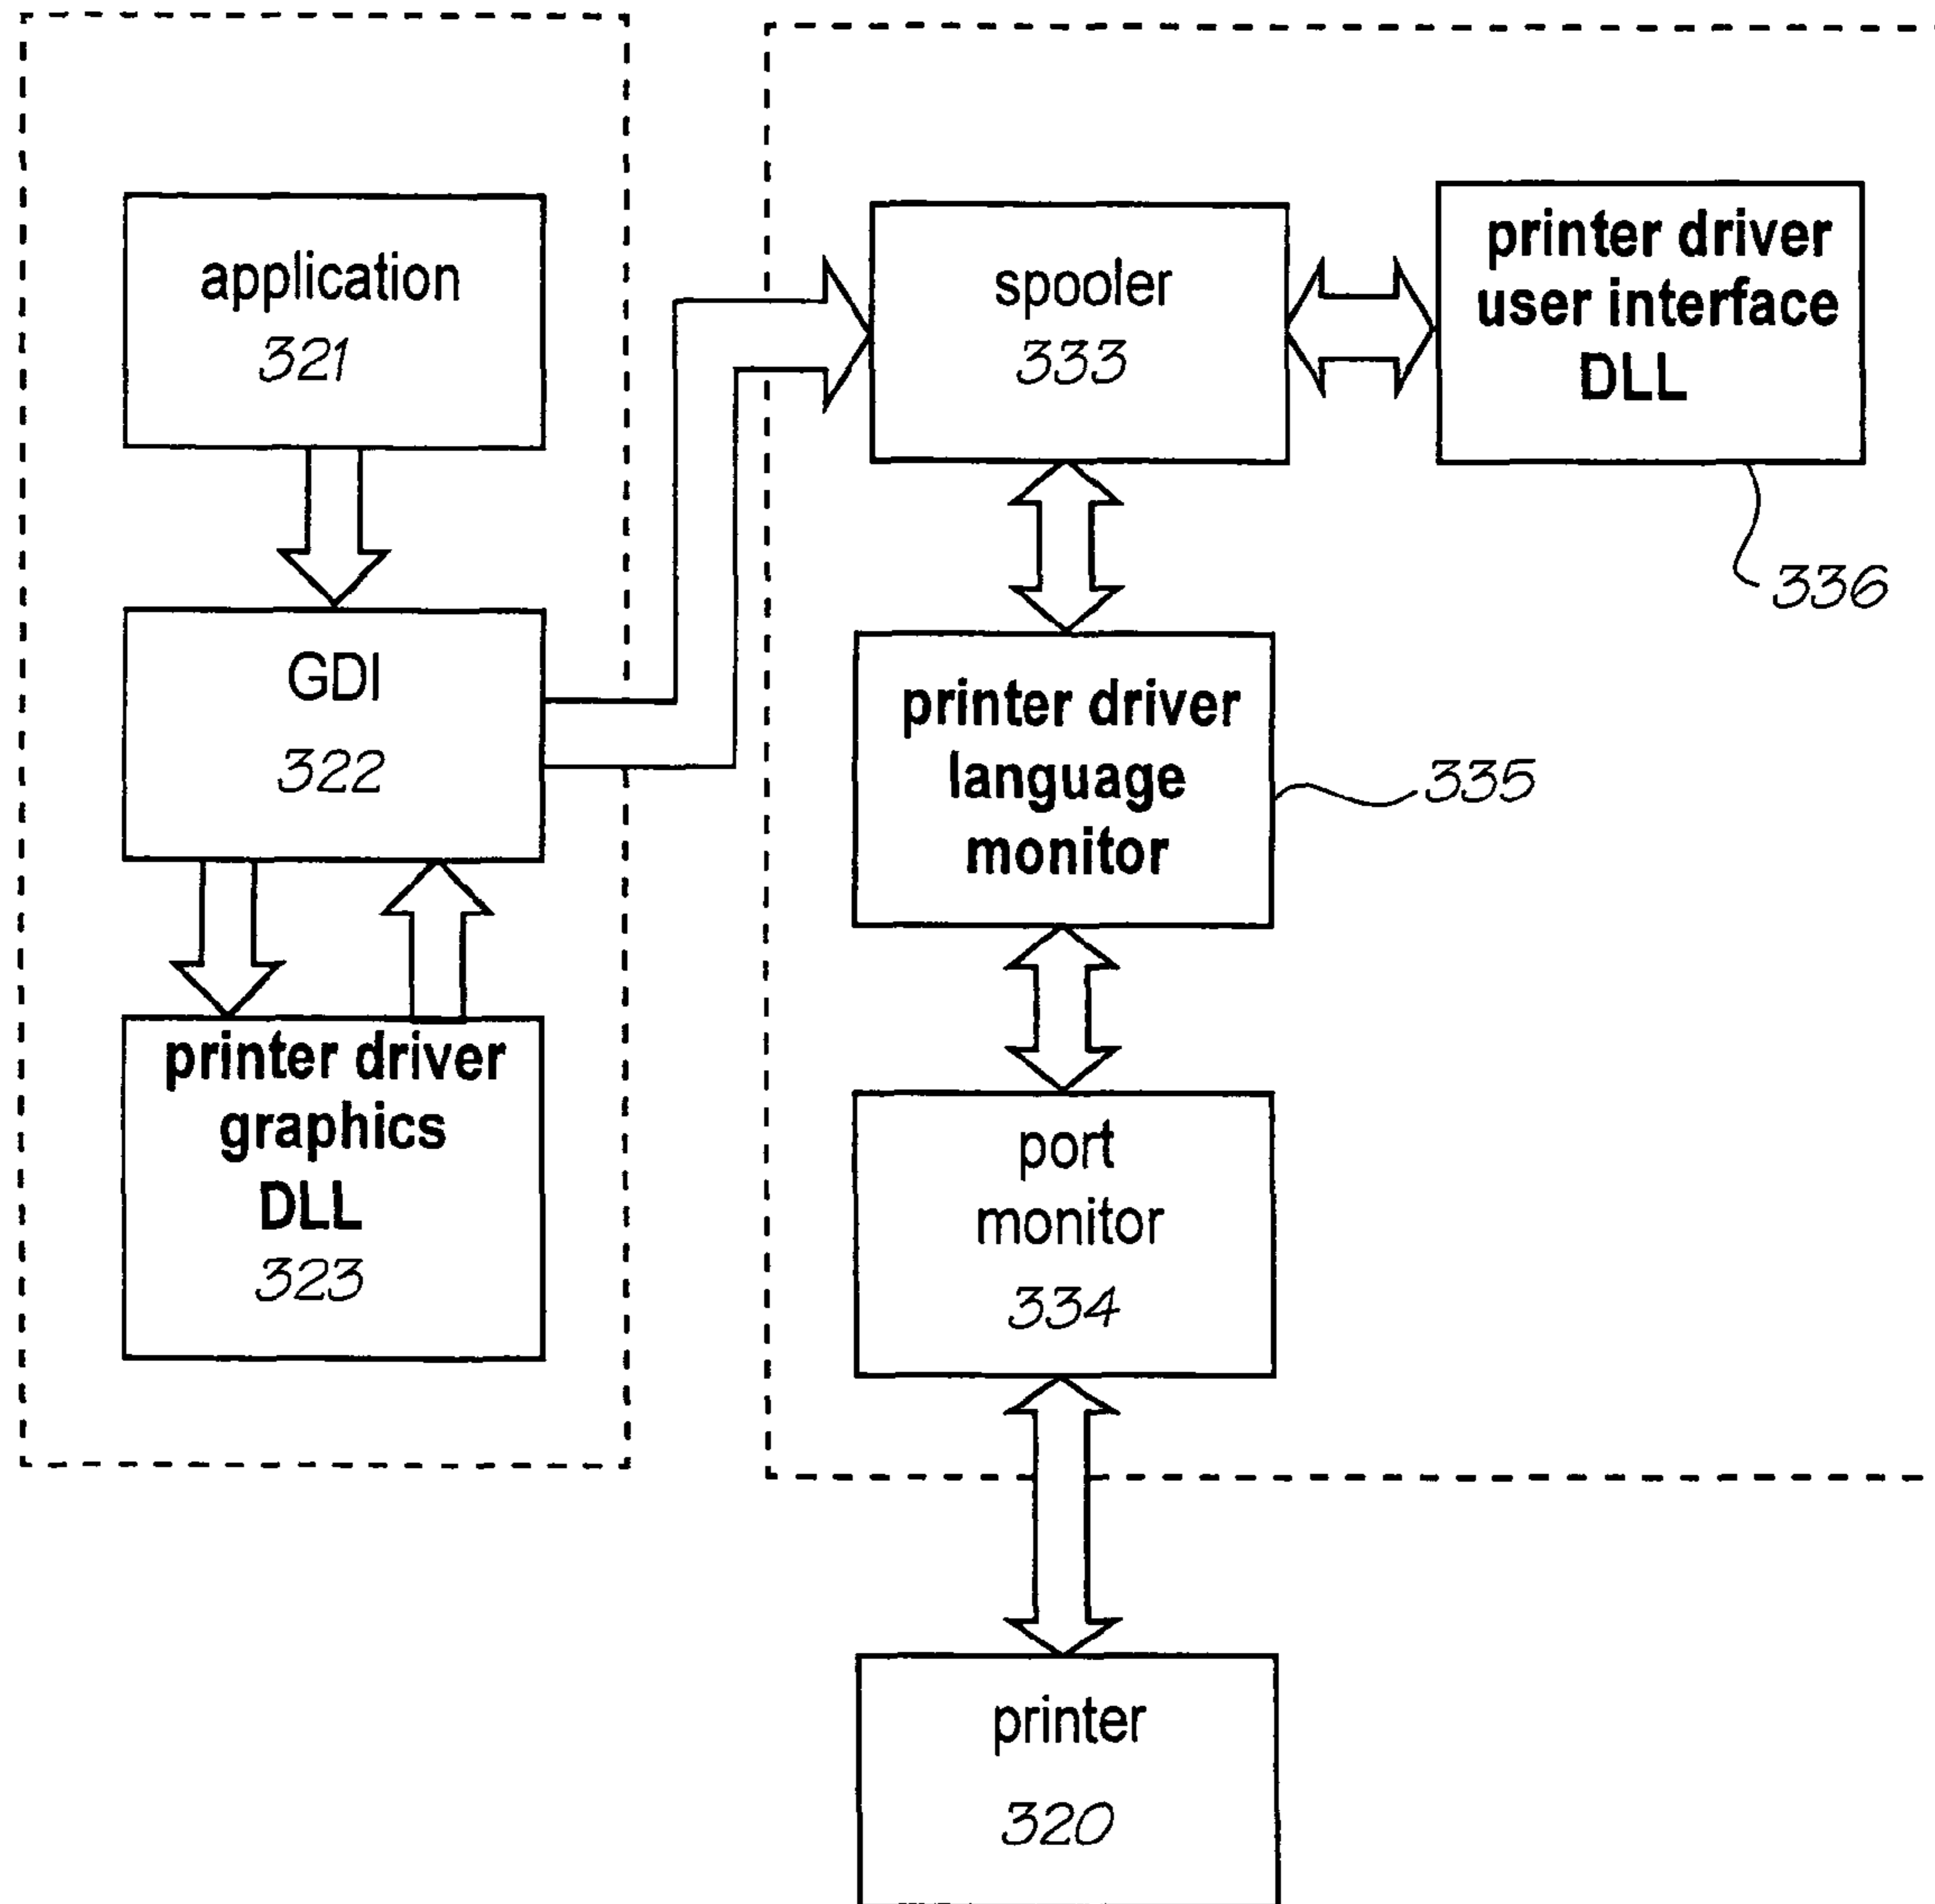 application
321
GDI
322
printer driver
graphics
DLL
323
spooler
333
printer driver
user interface
DLL
336
printer driver
language
monitor
335
port
monitor
334
printer
320